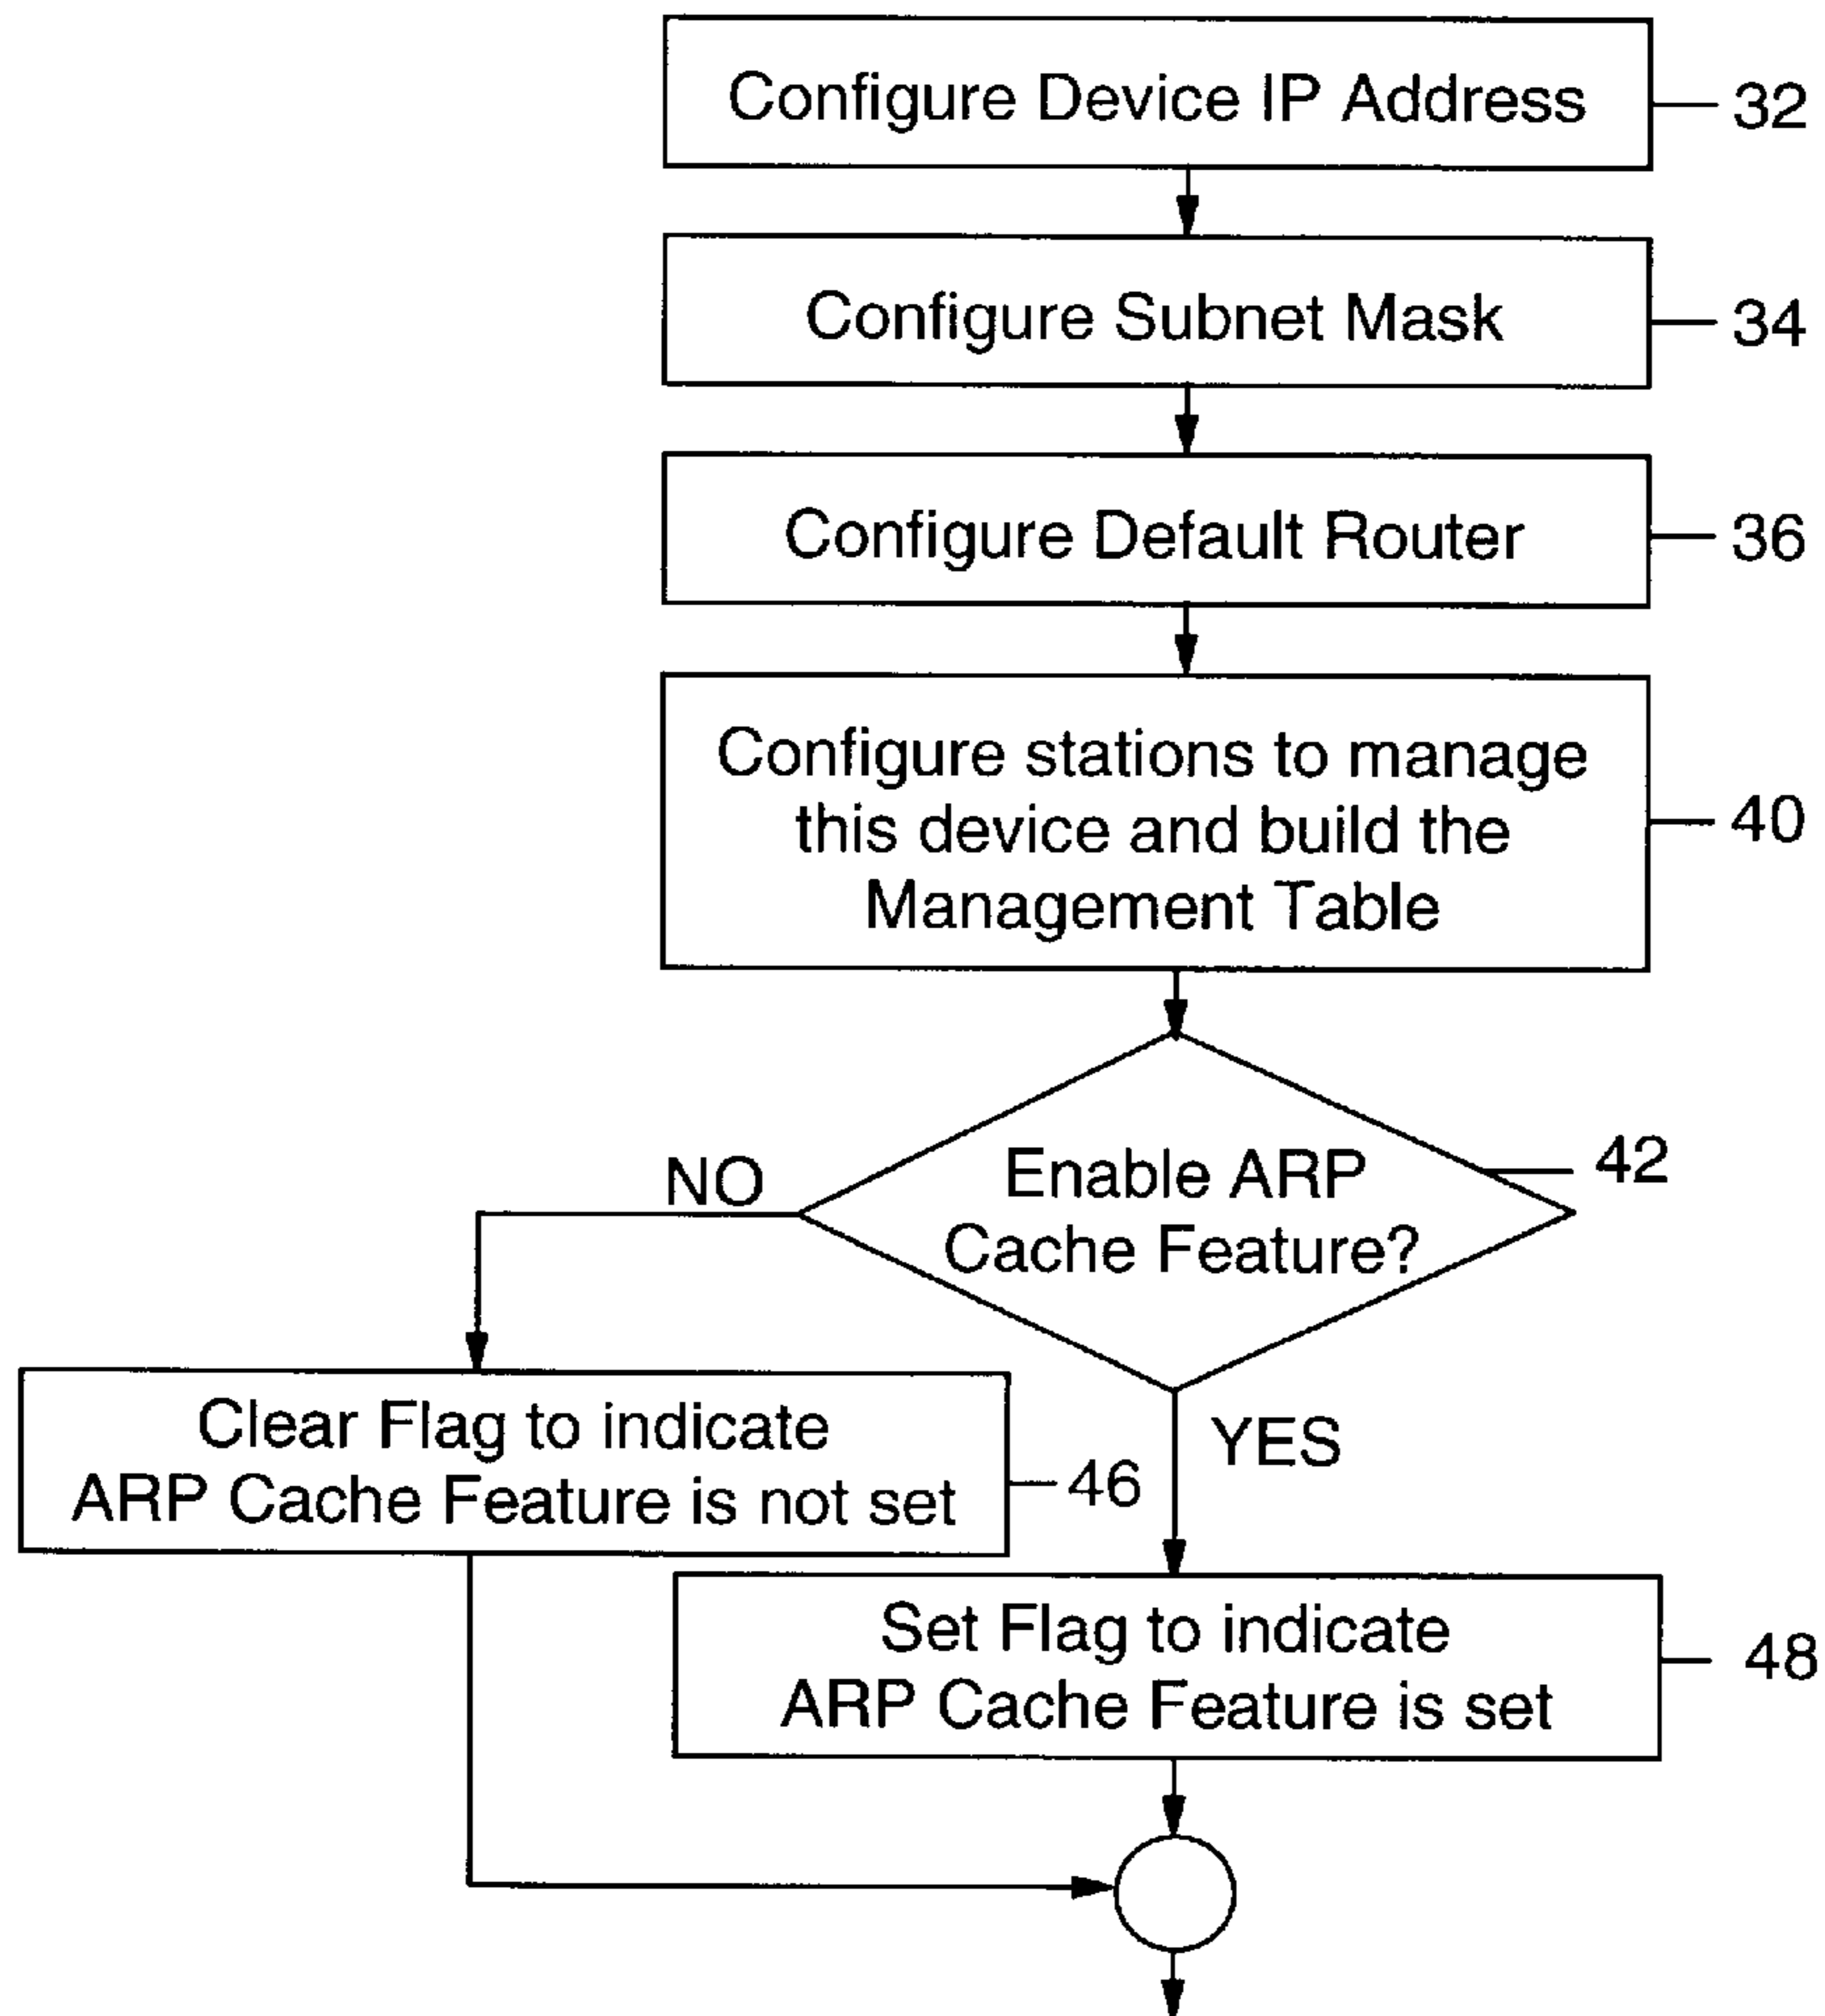 Configure Device IP Address
32
Configure Subnet Mask
34
Configure Default Router
36
Configure stations to manage
this device and build the
Management Table
40
Enable ARP
Cache Feature?
42
NO
YES
Clear Flag to indicate
ARP Cache Feature is not set
46
Set Flag to indicate
ARP Cache Feature is set
48